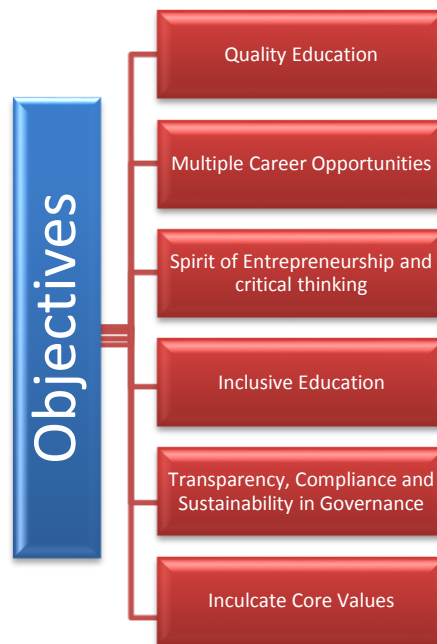 Objectives
Quality Education
Multiple Career Opportunities
Spirit of Entrepreneurship and
critical thinking
Inclusive Education
Transparency, Compliance and
Sustainability in Governance
Inculcate Core Values